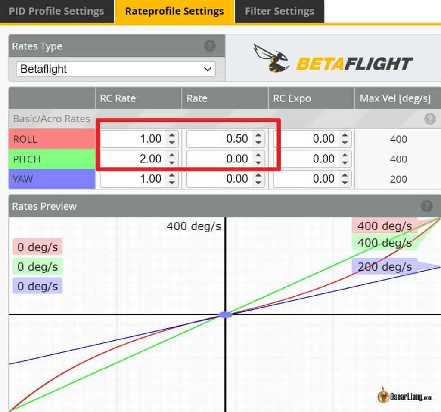 PID Profile Settings Rateprofile Settings Filter Settings
Rates Type
Betaflight
BETAFLIGHT
RC Rate Rate RC Expo Max Vel [deg/s]
Basic/Acro Rates
ROLL 1.00 0.50 0.00 400
PITCH 2.00 0.00 0.00 400
YAW 1.00 0.00 0.00 200
Rates Preview
400 deg/s 400 deg/s
0 deg/s 400 deg/s
0 deg/s 200 deg/s
0 deg/s
OscarLiang.com